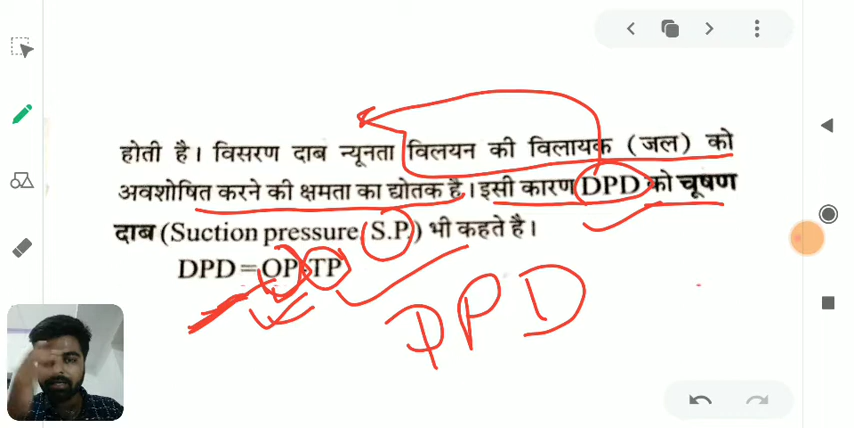 होती है। विसरण दाब न्यूनता विलयन की विलायक (जल) को
अवशोषित करने की क्षमता का द्योतक है। इसी कारण DPD को चूषण
दाब (Suction pressure S.P.) भी कहते है।
DPD = OP-TP
DPD